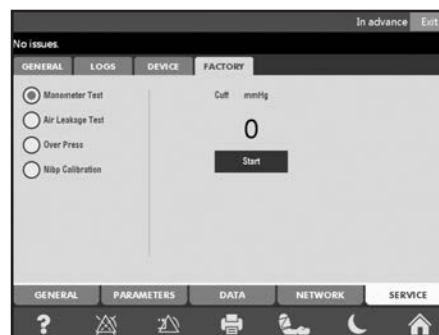 In advance Exit
No issues.
GENERAL LOGS DEVICE FACTORY
Manometer Test
Cuff mmHg
Air Leakage Test
0
Over Press
Start
Nibp Calibration
GENERAL PARAMETERS DATA NETWORK SERVICE
?